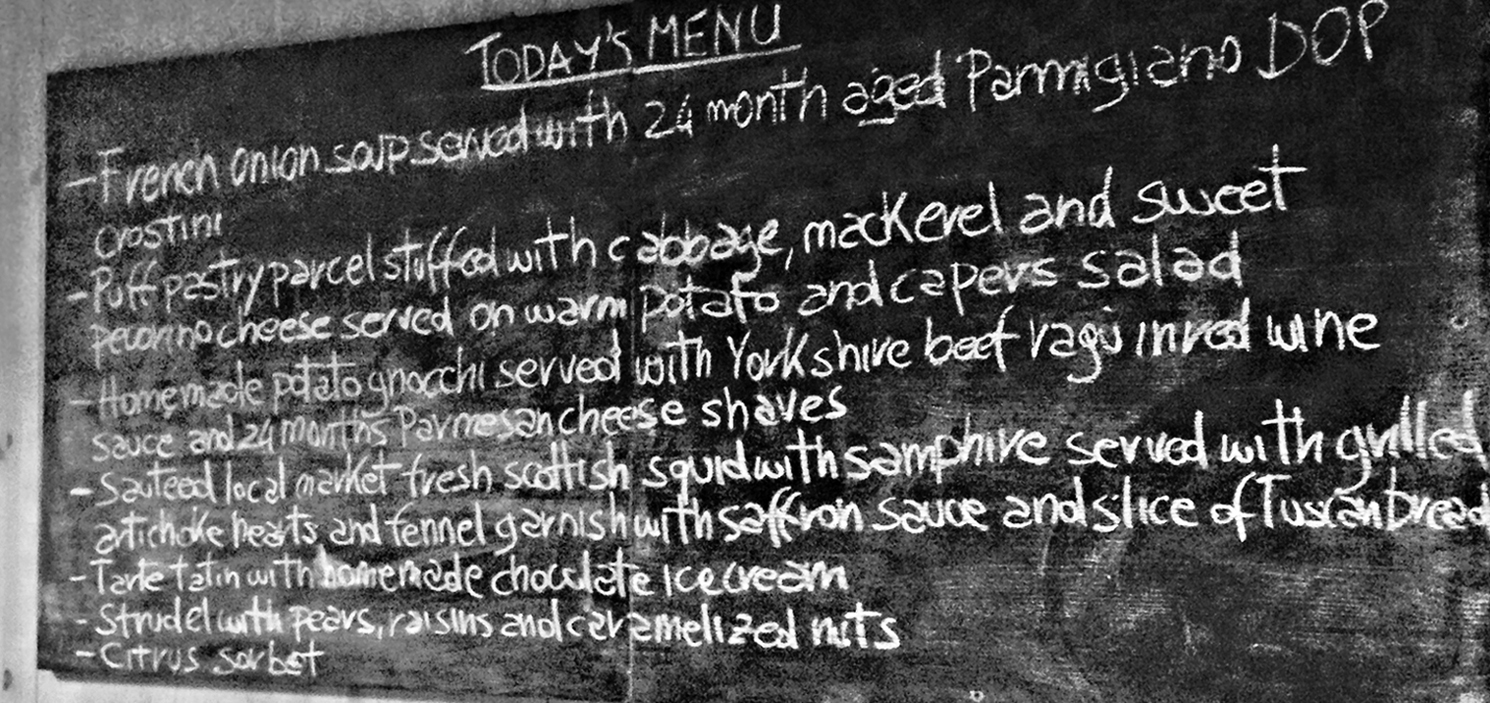 TODAY'S MENU
- French onion soup served with 24 month aged Parmigiano DOP
crostini
- Puff pastry parcel stuffed with cabbage, mackerel and sweet
pecorino cheese served on warm potato and capers salad
- Homemade potato gnocchi served with Yorkshire beef ragù in red wine
sauce and 24 months Parmesan cheese shaves
- Sauteed local market fresh scottish squid with samphire served with grilled
artichoke hearts and fennel garnish with saffron sauce and slice of Tuscan bread
- Tarte tatin with homemade chocolate ice cream
- Strudel with pears, raisins and caramelized nuts
- Citrus sorbet